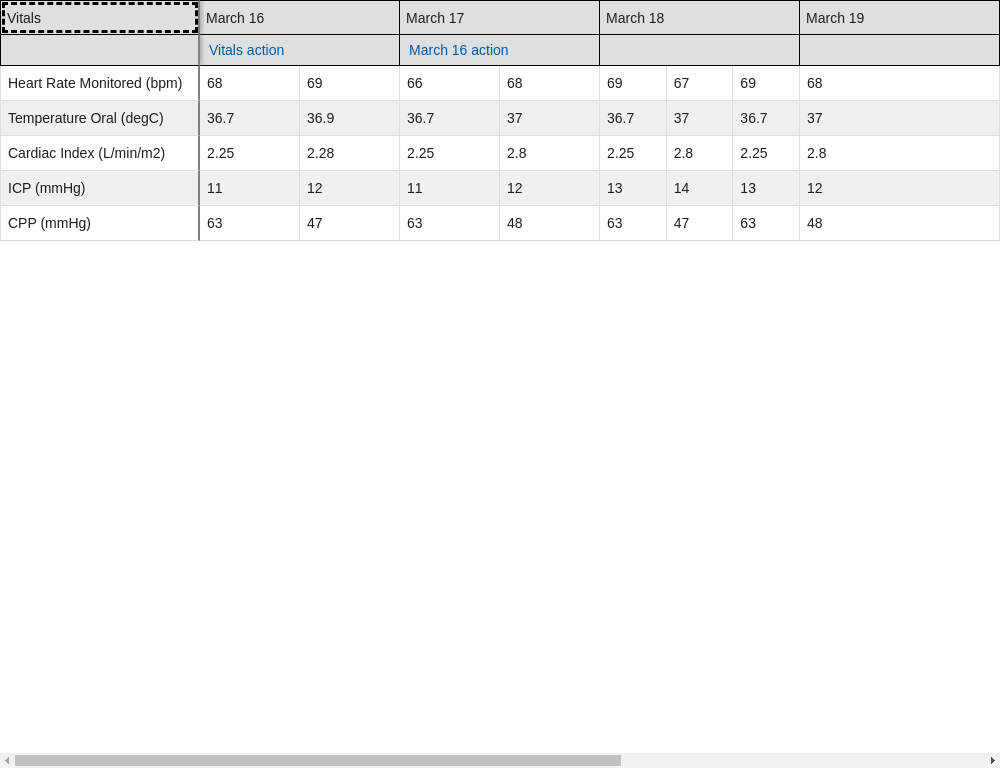 Vitals March 16 March 17 March 18 March 19
Vitals action March 16 action
Heart Rate Monitored (bpm) 68 69 66 68 69 67 69 68
Temperature Oral (degC) 36.7 36.9 36.7 37 36.7 37 36.7 37
Cardiac Index (L/min/m2) 2.25 2.28 2.25 2.8 2.25 2.8 2.25 2.8
ICP (mmHg) 11 12 11 12 13 14 13 12
CPP (mmHg) 63 47 63 48 63 47 63 48